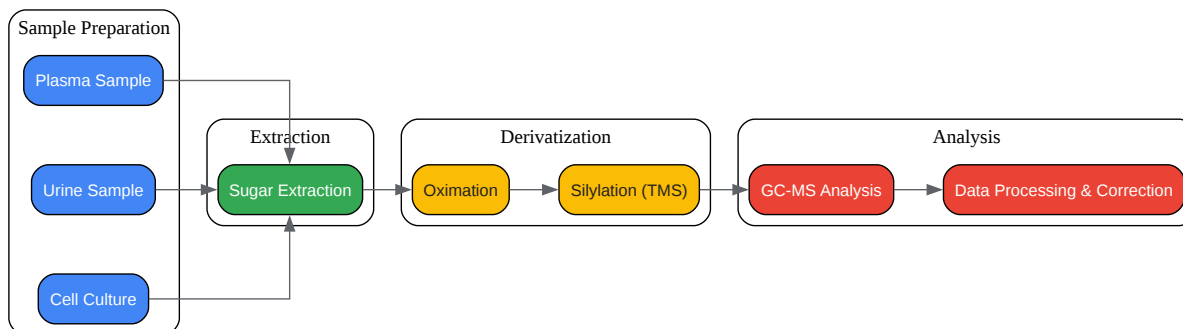 Sample Preparation
Plasma Sample
Urine Sample
Cell Culture
Extraction
Sugar Extraction
Derivatization
Oximation
Silylation (TMS)
Analysis
GC-MS Analysis
Data Processing & Correction